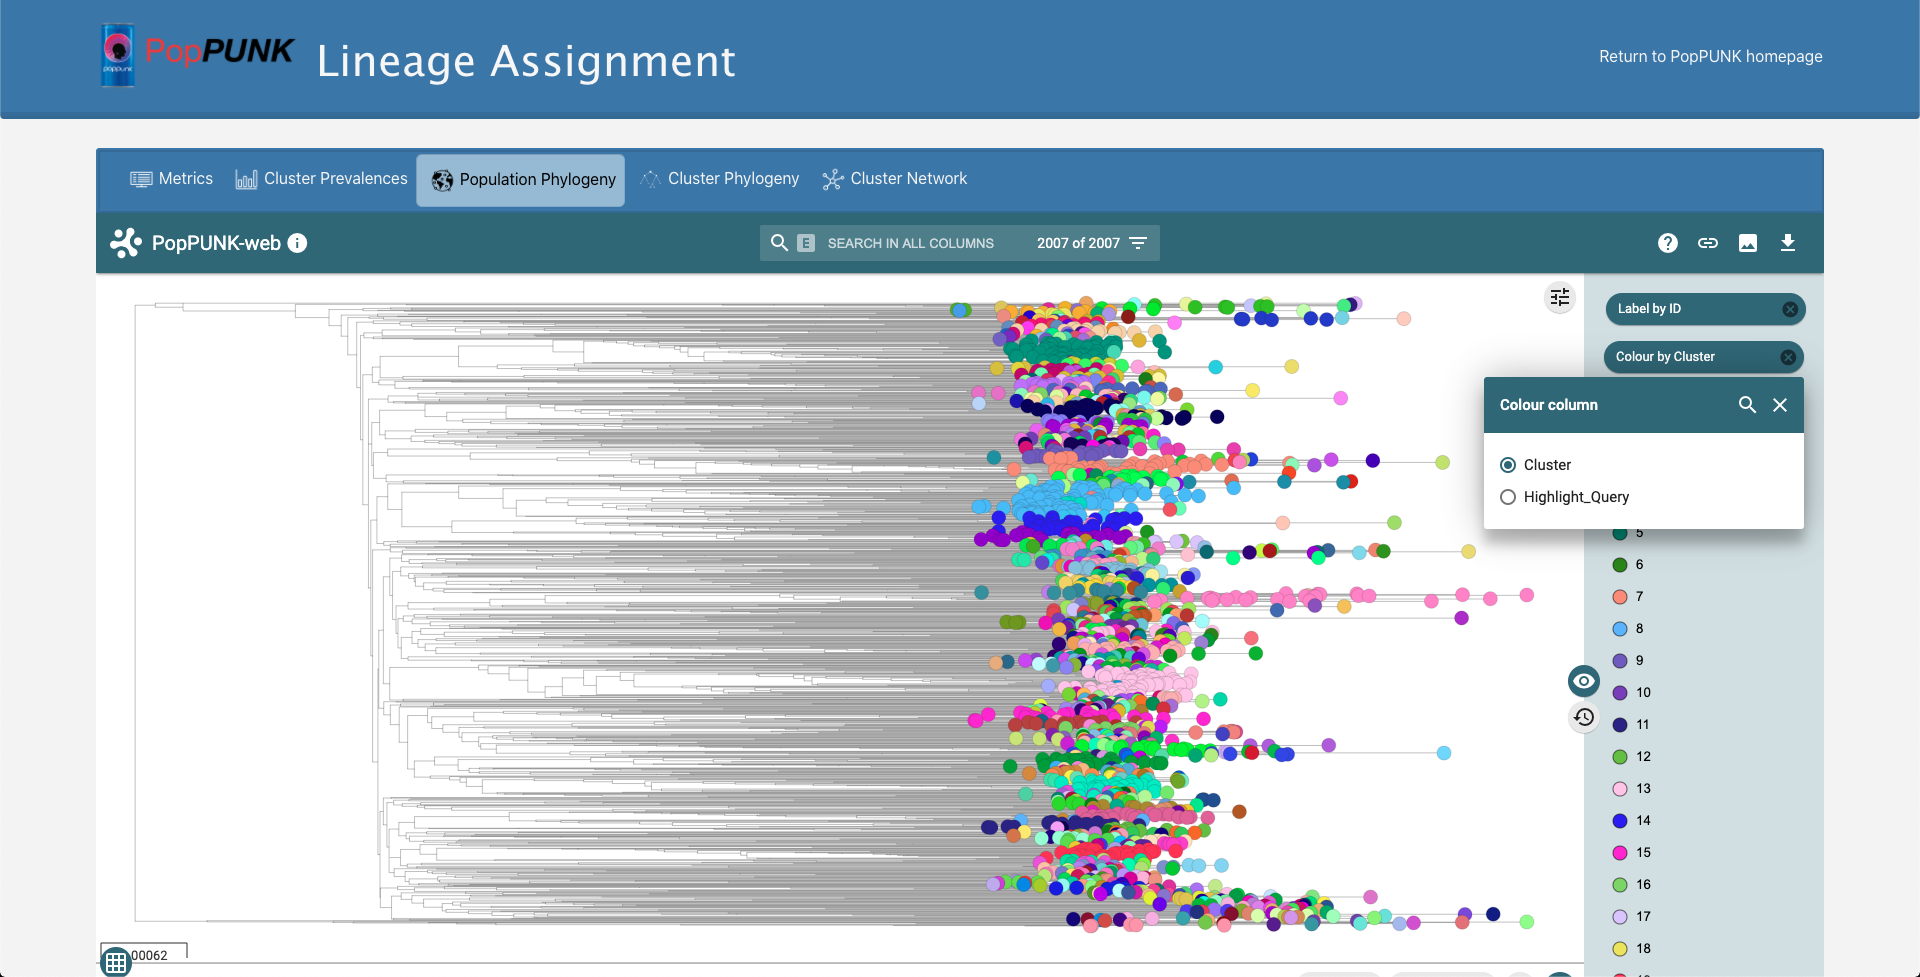 poppunk
PopPUNK
Lineage Assignment
Return to PopPUNK homepage
Metrics
Cluster Prevalences
Population Phylogeny
Cluster Phylogeny
Cluster Network
PopPUNK-web
E
SEARCH IN ALL COLUMNS
2007 of 2007
Label by ID
Colour by Cluster
Colour column
Cluster
Highlight_Query
5
6
7
8
9
10
11
12
13
14
15
16
17
18
00062